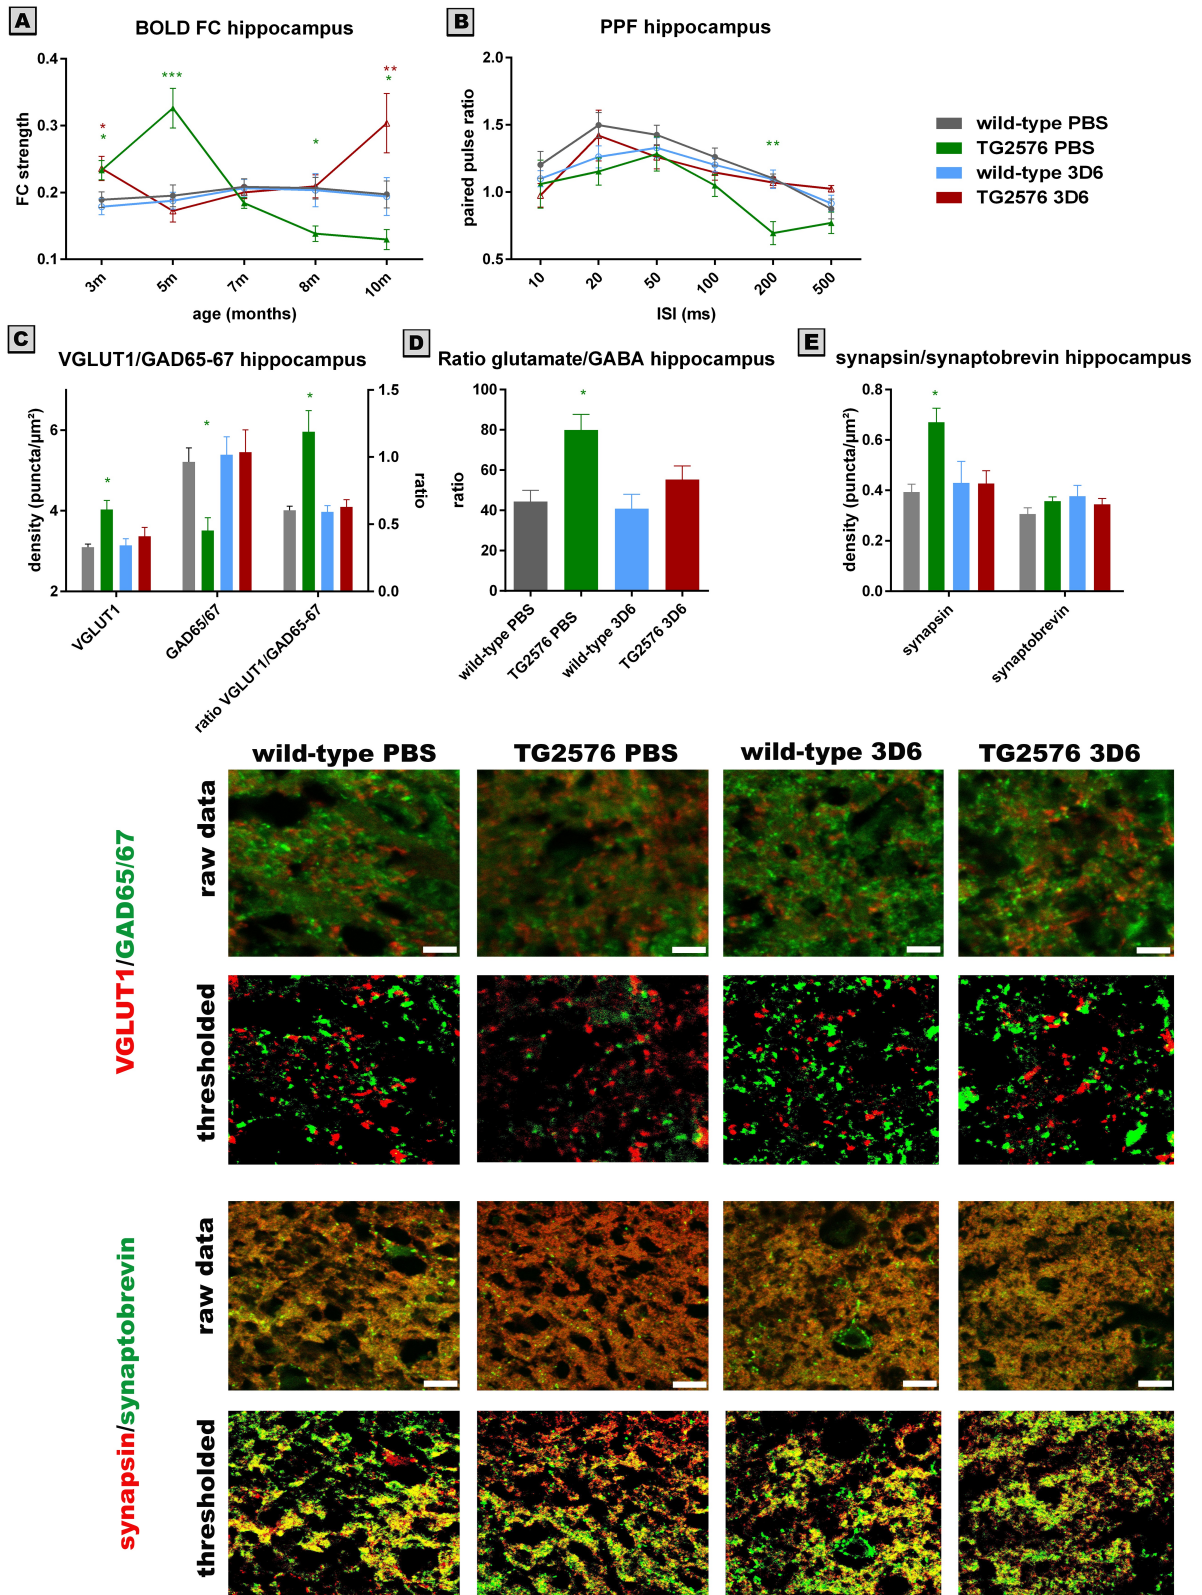 A
BOLD FC hippocampus
FC strength
0.4
0.3
0.2
0.1
***
**
*
*
*
*
3m
5m
7m
8m
10m
age (months)
B
PPF hippocampus
paired pulse ratio
2.0
1.5
1.0
0.5
**
10
20
50
100
200
500
ISI (ms)
wild-type PBS
TG2576 PBS
wild-type 3D6
TG2576 3D6
C
VGLUT1/GAD65-67 hippocampus
density (puncta/μm²)
6
4
2
1.5
1.0
0.5
0.0
ratio
*
*
*
VGLUT1
GAD65/67
ratio VGLUT1/GAD65-67
D
Ratio glutamate/GABA hippocampus
ratio
100
80
60
40
20
0
*
wild-type PBS
TG2576 PBS
wild-type 3D6
TG2576 3D6
E
synapsin/synaptobrevin hippocampus
density (puncta/μm²)
0.8
0.6
0.4
0.2
0.0
*
synapsin
synaptobrevin
wild-type PBS
TG2576 PBS
wild-type 3D6
TG2576 3D6
VGLUT1/GAD65/67
raw data
thresholded
synapsin/synaptobrevin
raw data
thresholded